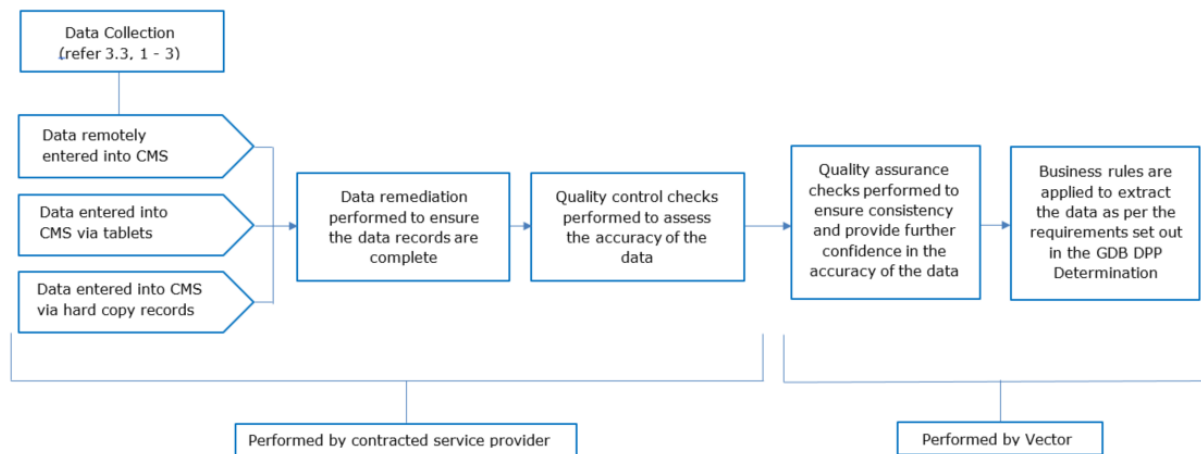 Data Collection
(refer 3.3, 1 - 3)
Data remotely
entered into CMS
Data entered into
CMS via tablets
Data entered into CMS
via hard copy records
Data remediation
performed to ensure
the data records are
complete
Quality control checks
performed to assess
the accuracy of the
data
Quality assurance
checks performed to
ensure consistency
and provide further
confidence in the
accuracy of the data
Business rules are
applied to extract
the data as per the
requirements set out
in the GDB DPP
Determination
Performed by contracted service provider
Performed by Vector